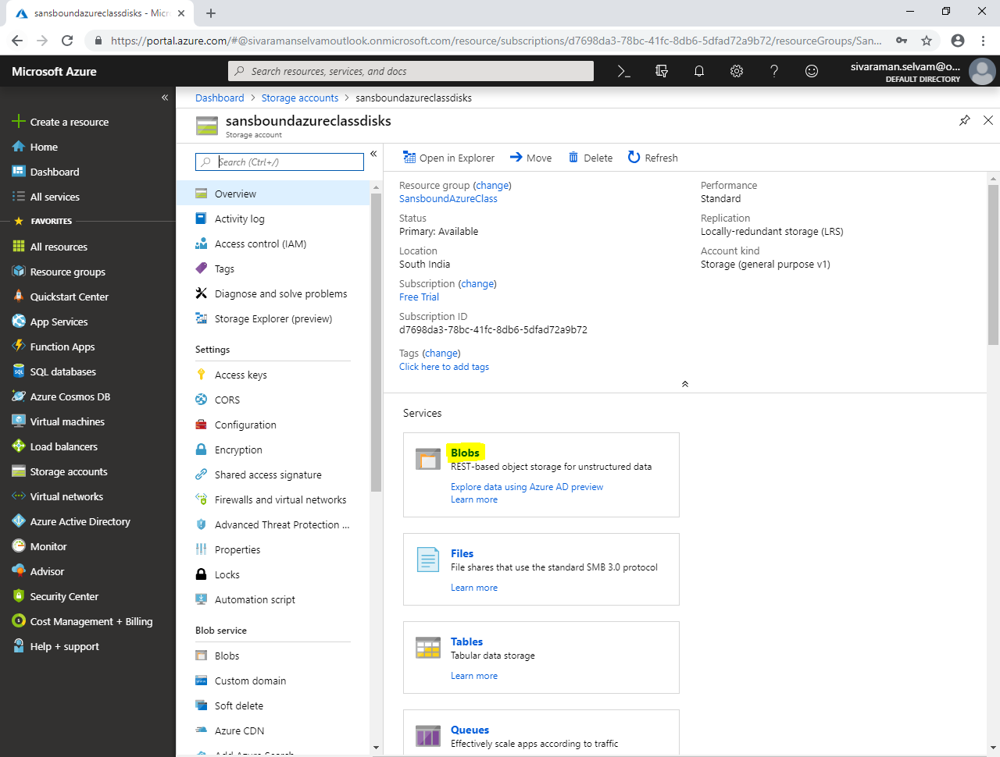 sansboundazureclassdisks - Micr
https://portal.azure.com/#@sivaramanselvamoutlook.onmicrosoft.com/resource/subscriptions/d7698da3-78bc-41fc-8db6-5dfad72a9b72/resourceGroups/San...
Microsoft Azure
Search resources, services, and docs
sivaraman.selvam@o...
DEFAULT DIRECTORY
Create a resource
Home
Dashboard
All services
FAVORITES
All resources
Resource groups
Quickstart Center
App Services
Function Apps
SQL databases
Azure Cosmos DB
Virtual machines
Load balancers
Storage accounts
Virtual networks
Azure Active Directory
Monitor
Advisor
Security Center
Cost Management + Billing
Help + support
Dashboard > Storage accounts > sansboundazureclassdisks
sansboundazureclassdisks
Storage account
Search (Ctrl+/)
Overview
Activity log
Access control (IAM)
Tags
Diagnose and solve problems
Storage Explorer (preview)
Settings
Access keys
CORS
Configuration
Encryption
Shared access signature
Firewalls and virtual networks
Advanced Threat Protection ...
Properties
Locks
Automation script
Blob service
Blobs
Custom domain
Soft delete
Azure CDN
Add Azure Search
Open in Explorer Move Delete Refresh
Resource group (change)
SansboundAzureClass
Status
Primary: Available
Location
South India
Subscription (change)
Free Trial
Subscription ID
d7698da3-78bc-41fc-8db6-5dfad72a9b72
Tags (change)
Click here to add tags
Performance
Standard
Replication
Locally-redundant storage (LRS)
Account kind
Storage (general purpose v1)
Services
Blobs
REST-based object storage for unstructured data
Explore data using Azure AD preview
Learn more
Files
File shares that use the standard SMB 3.0 protocol
Learn more
Tables
Tabular data storage
Learn more
Queues
Effectively scale apps according to traffic